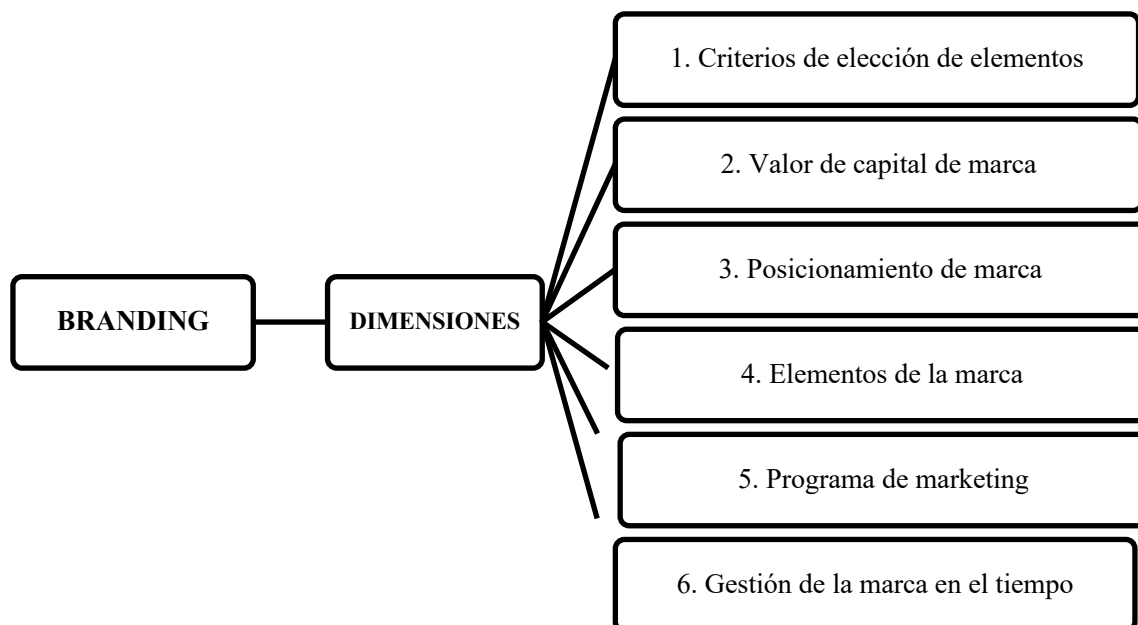 1. Criterios de elección de elementos
2. Valor de capital de marca
3. Posicionamiento de marca
BRANDING
DIMENSIONES
4. Elementos de la marca
5. Programa de marketing
6. Gestión de la marca en el tiempo